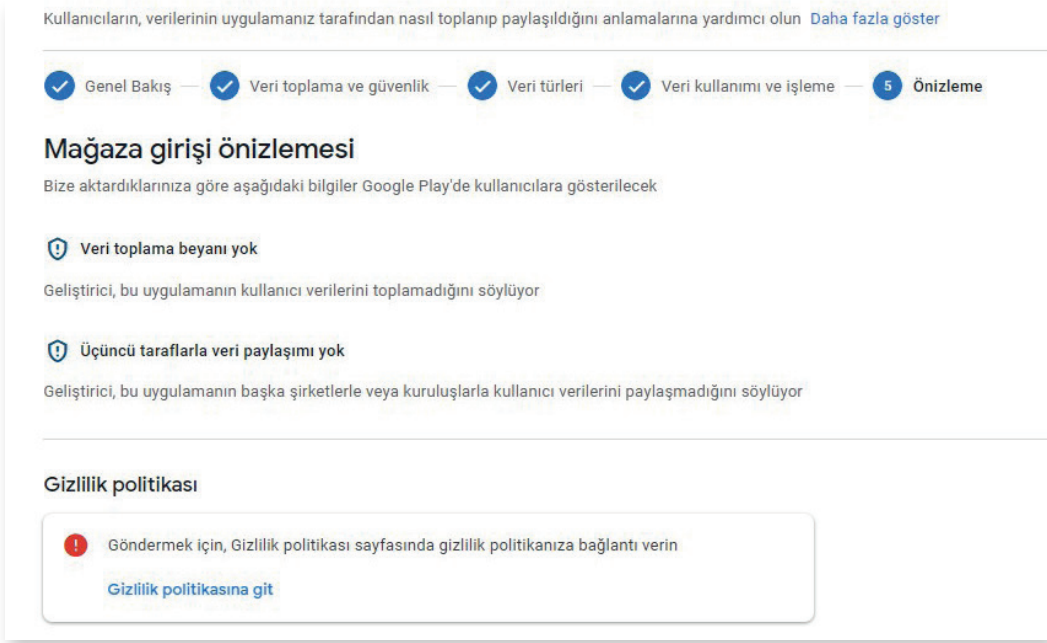 Kullanıcıların, verilerinin uygulamanız tarafından nasıl toplanıp paylaşıldığını anlamalarına yardımcı olun Daha fazla göster
Genel Bakış — Veri toplama ve güvenlik — Veri türleri — Veri kullanımı ve işleme — 5 Önizleme
Mağaza girişi önizlemesi
Bize aktardıklarınıza göre aşağıdaki bilgiler Google Play'de kullanıcılara gösterilecek
Veri toplama beyanı yok
Geliştirici, bu uygulamanın kullanıcı verilerini toplamadığını söylüyor
Üçüncü taraflarla veri paylaşımı yok
Geliştirici, bu uygulamanın başka şirketlerle veya kuruluşlarla kullanıcı verilerini paylaşmadığını söylüyor
Gizlilik politikası
Göndermek için, Gizlilik politikası sayfasında gizlilik politikanıza bağlantı verin
Gizlilik politikasına git